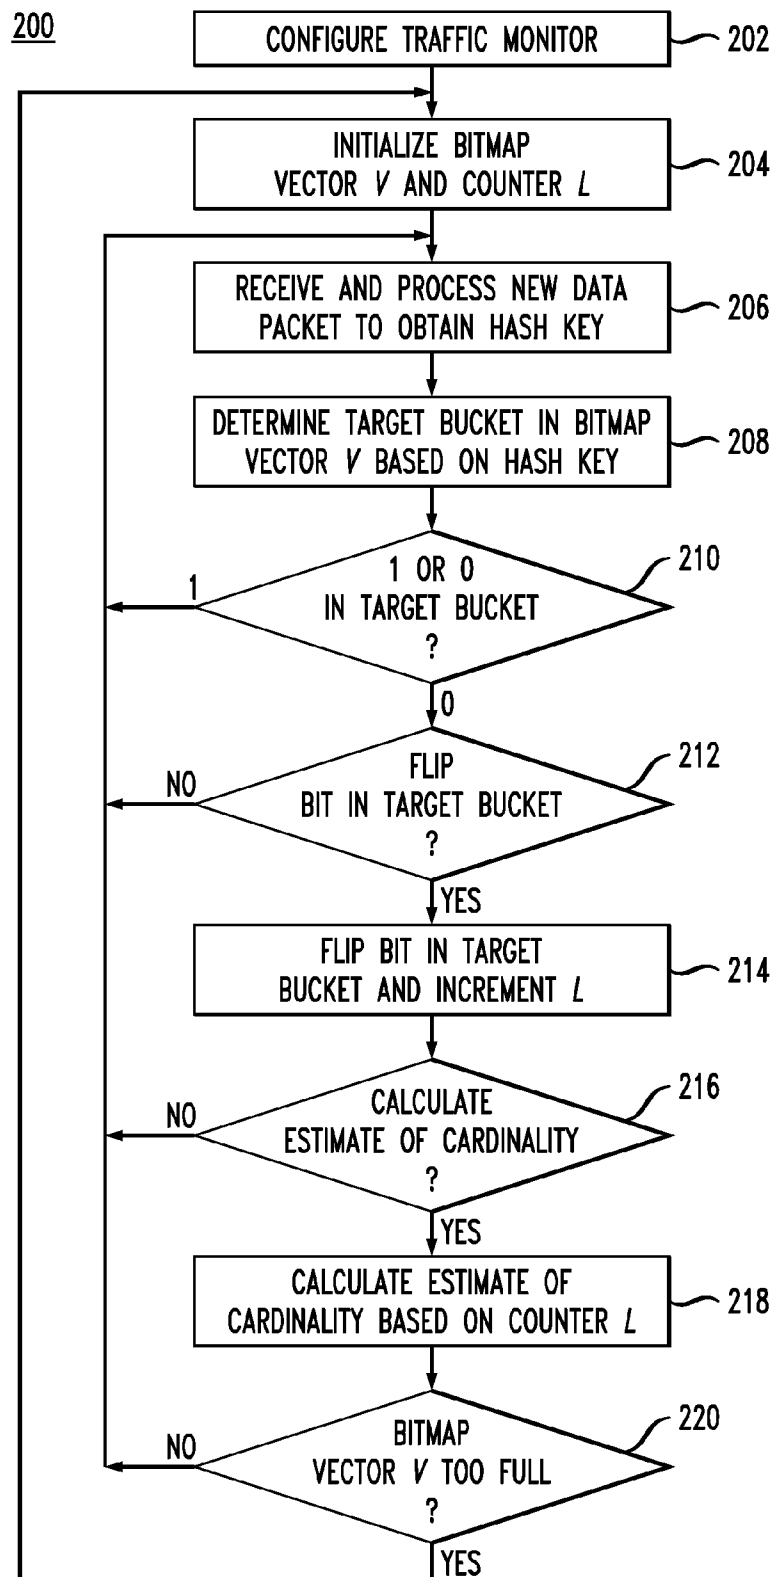 200
CONFIGURE TRAFFIC MONITOR
202
INITIALIZE BITMAP
VECTOR V AND COUNTER L
204
RECEIVE AND PROCESS NEW DATA
PACKET TO OBTAIN HASH KEY
206
DETERMINE TARGET BUCKET IN BITMAP
VECTOR V BASED ON HASH KEY
208
1 OR 0
IN TARGET BUCKET
?
210
1
0
FLIP
BIT IN TARGET BUCKET
?
212
NO
YES
FLIP BIT IN TARGET
BUCKET AND INCREMENT L
214
CALCULATE
ESTIMATE OF CARDINALITY
?
216
NO
YES
CALCULATE ESTIMATE OF
CARDINALITY BASED ON COUNTER L
218
BITMAP
VECTOR V TOO FULL
?
220
NO
YES